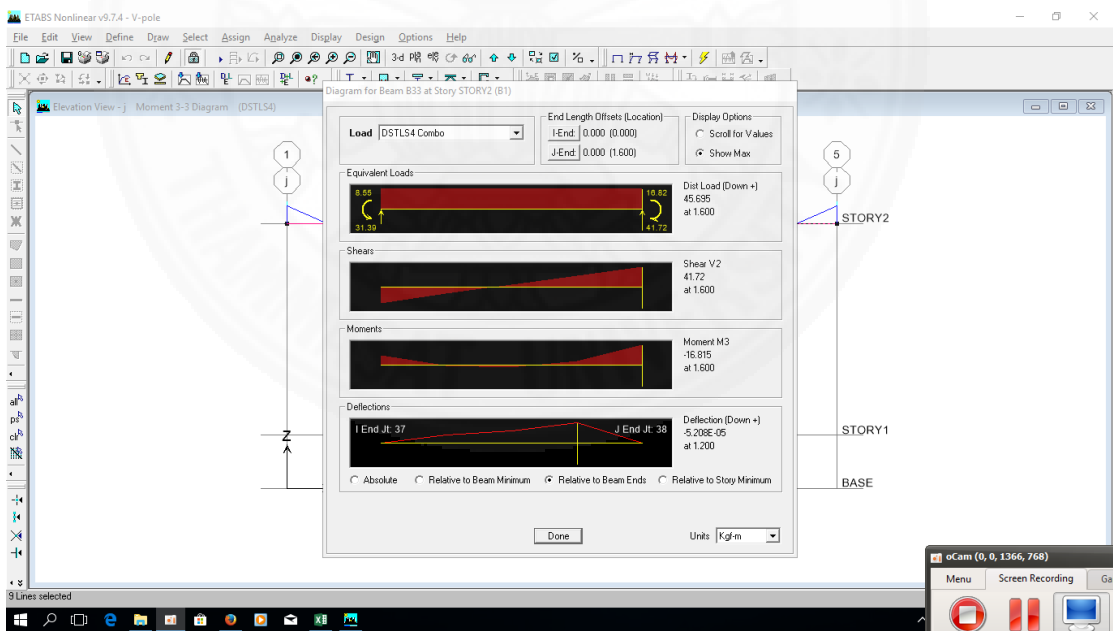 ETABS Nonlinear v9.7.4 - V-pole
File Edit View Define Draw Select Assign Analyze Display Design Options Help
3-d
Elevation View - j Moment 3-3 Diagram (DSTLS4)
Diagram for Beam B33 at Story STORY2 (B1)
Load DSTLS4 Combo
End Length Offsets (Location)
I-End: 0.000 (0.000)
J-End: 0.000 (1.600)
Display Options
Scroll for Values
Show Max
Equivalent Loads
8.55 16.82
31.39 41.72
Dist Load (Down +)
45.695
at 1.600
Shears
Shear V2
41.72
at 1.600
Moments
Moment M3
-16.815
at 1.600
Deflections
I End Jt: 37 J End Jt: 38
Deflection (Down +)
-5.208E-05
at 1.200
Absolute Relative to Beam Minimum Relative to Beam Ends Relative to Story Minimum
Done
Units Kgf-m
1 5
j j
STORY2
STORY1
BASE
Z
all
ps
clr
9 Lines selected
oCam (0, 0, 1366, 768)
Menu Screen Recording Ga